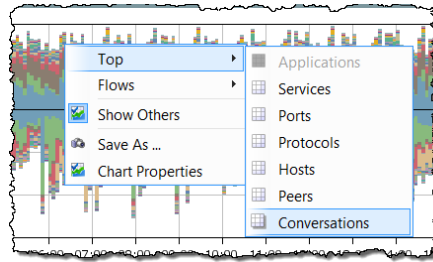 Top
Flows
Show Others
Save As ...
Chart Properties
Applications
Services
Ports
Protocols
Hosts
Peers
Conversations